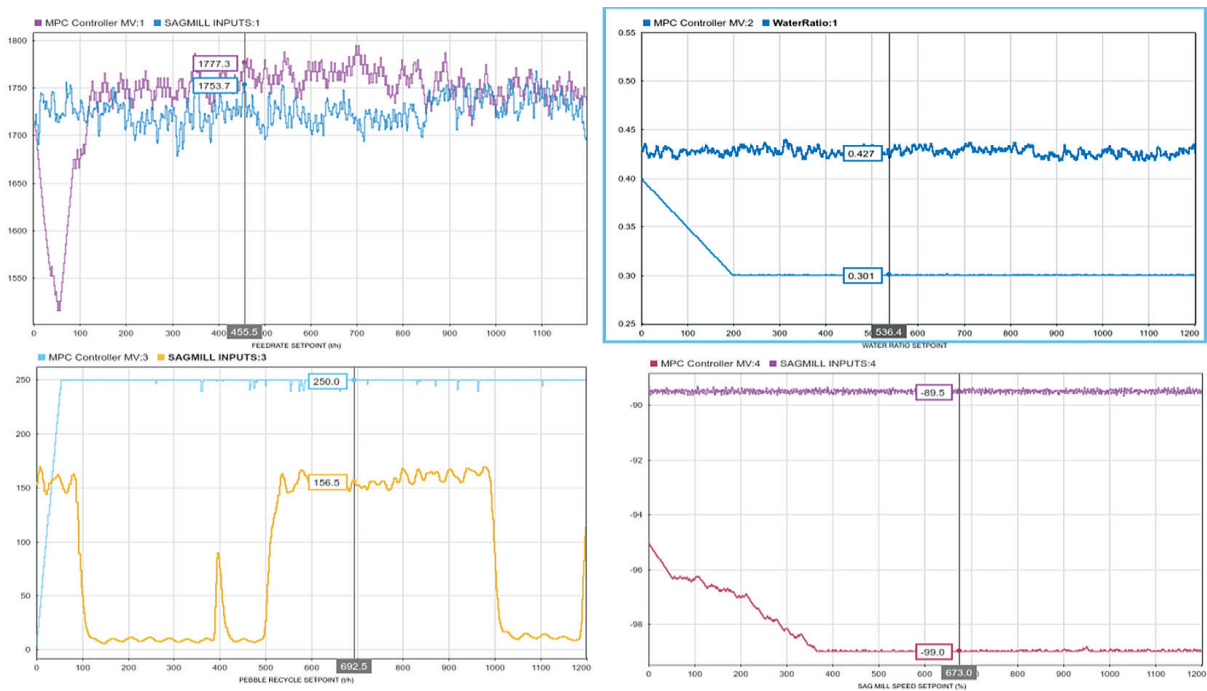 MPC Controller MV:1 SAGMILL INPUTS:1
1800
1750
1700
1650
1600
1550
1777.3
1753.7
0 100 200 300 400 455.5 500 600 700 800 900 1000 1100
FEEDRATE SETPOINT (t/h)
MPC Controller MV:2 WaterRatio:1
0.55
0.50
0.45
0.40
0.35
0.30
0.25
0.427
0.301
0 100 200 300 400 500 536.4 600 700 800 900 1000 1100 1200
WATER RATIO SETPOINT
MPC Controller MV:3 SAGMILL INPUTS:3
250
200
150
100
50
0
250.0
156.5
0 100 200 300 400 500 600 692.5 800 900 1000 1100 1200
PEBBLE RECYCLE SETPOINT (t/h)
MPC Controller MV:4 SAGMILL INPUTS:4
-90
-92
-94
-96
-98
-89.5
-99.0
0 100 200 300 400 500 600 673.0 800 900 1000 1100 1200
SAG MILL SPEED SETPOINT (%)